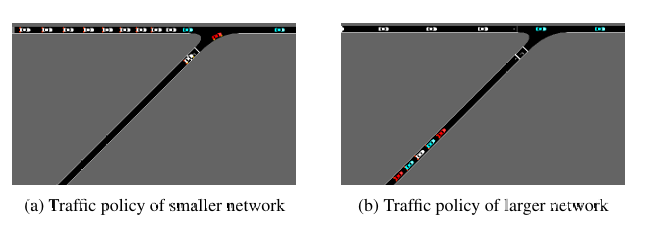 (a) Traffic policy of smaller network
(b) Traffic policy of larger network